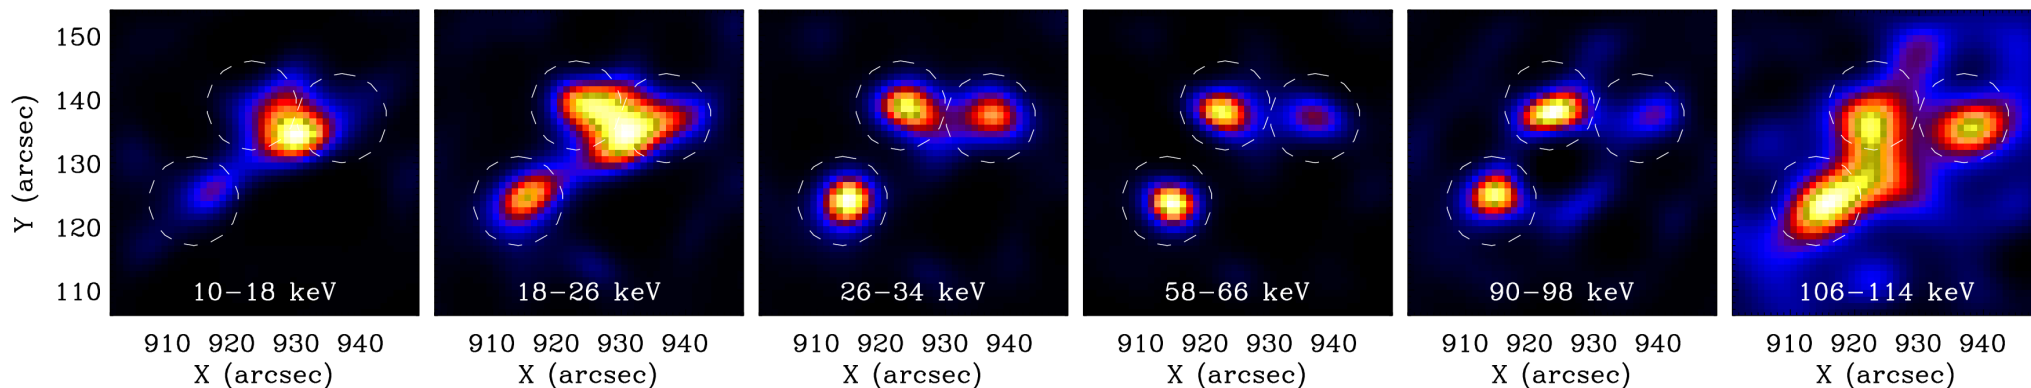 150
140
130
120
110
Y (arcsec)
10–18 keV
18–26 keV
26–34 keV
58–66 keV
90–98 keV
106–114 keV
910 920 930 940
910 920 930 940
910 920 930 940
910 920 930 940
910 920 930 940
910 920 930 940
X (arcsec)
X (arcsec)
X (arcsec)
X (arcsec)
X (arcsec)
X (arcsec)